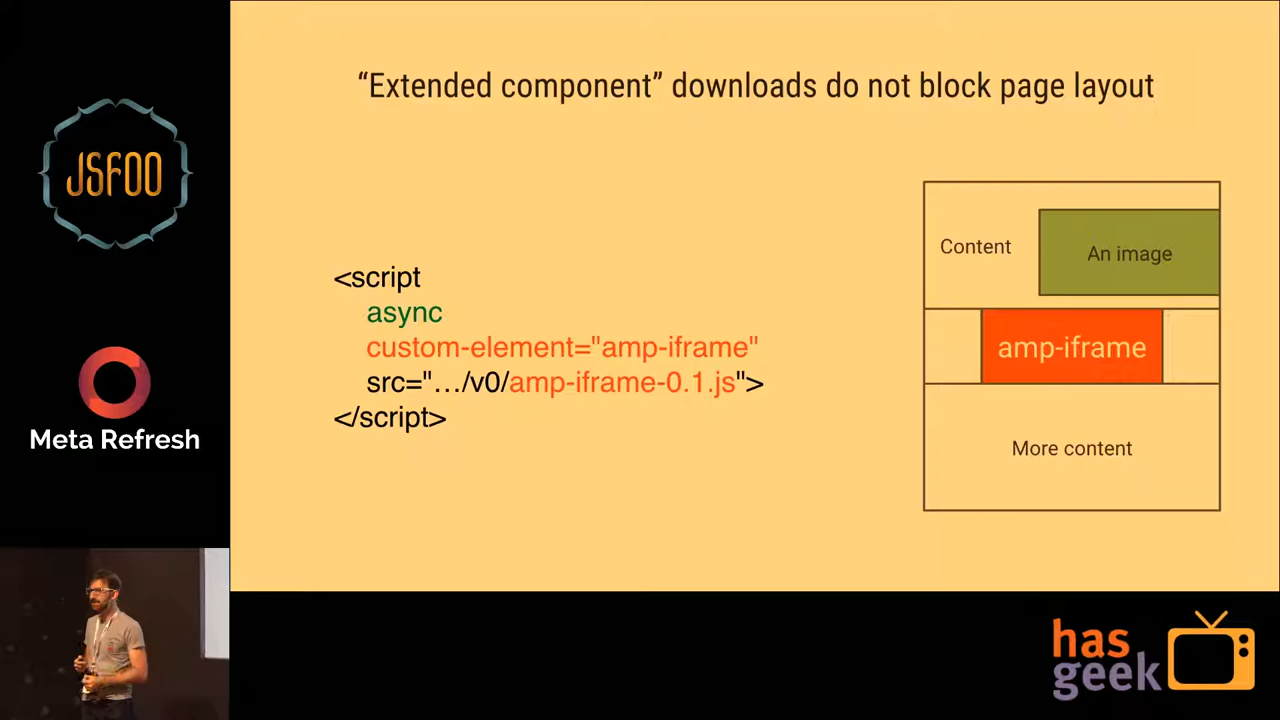 “Extended component” downloads do not block page layout
JSFOO
Meta Refresh
<script
async
custom-element="amp-iframe"
src="…/v0/amp-iframe-0.1.js">
</script>
Content
An image
amp-iframe
More content
has
geek